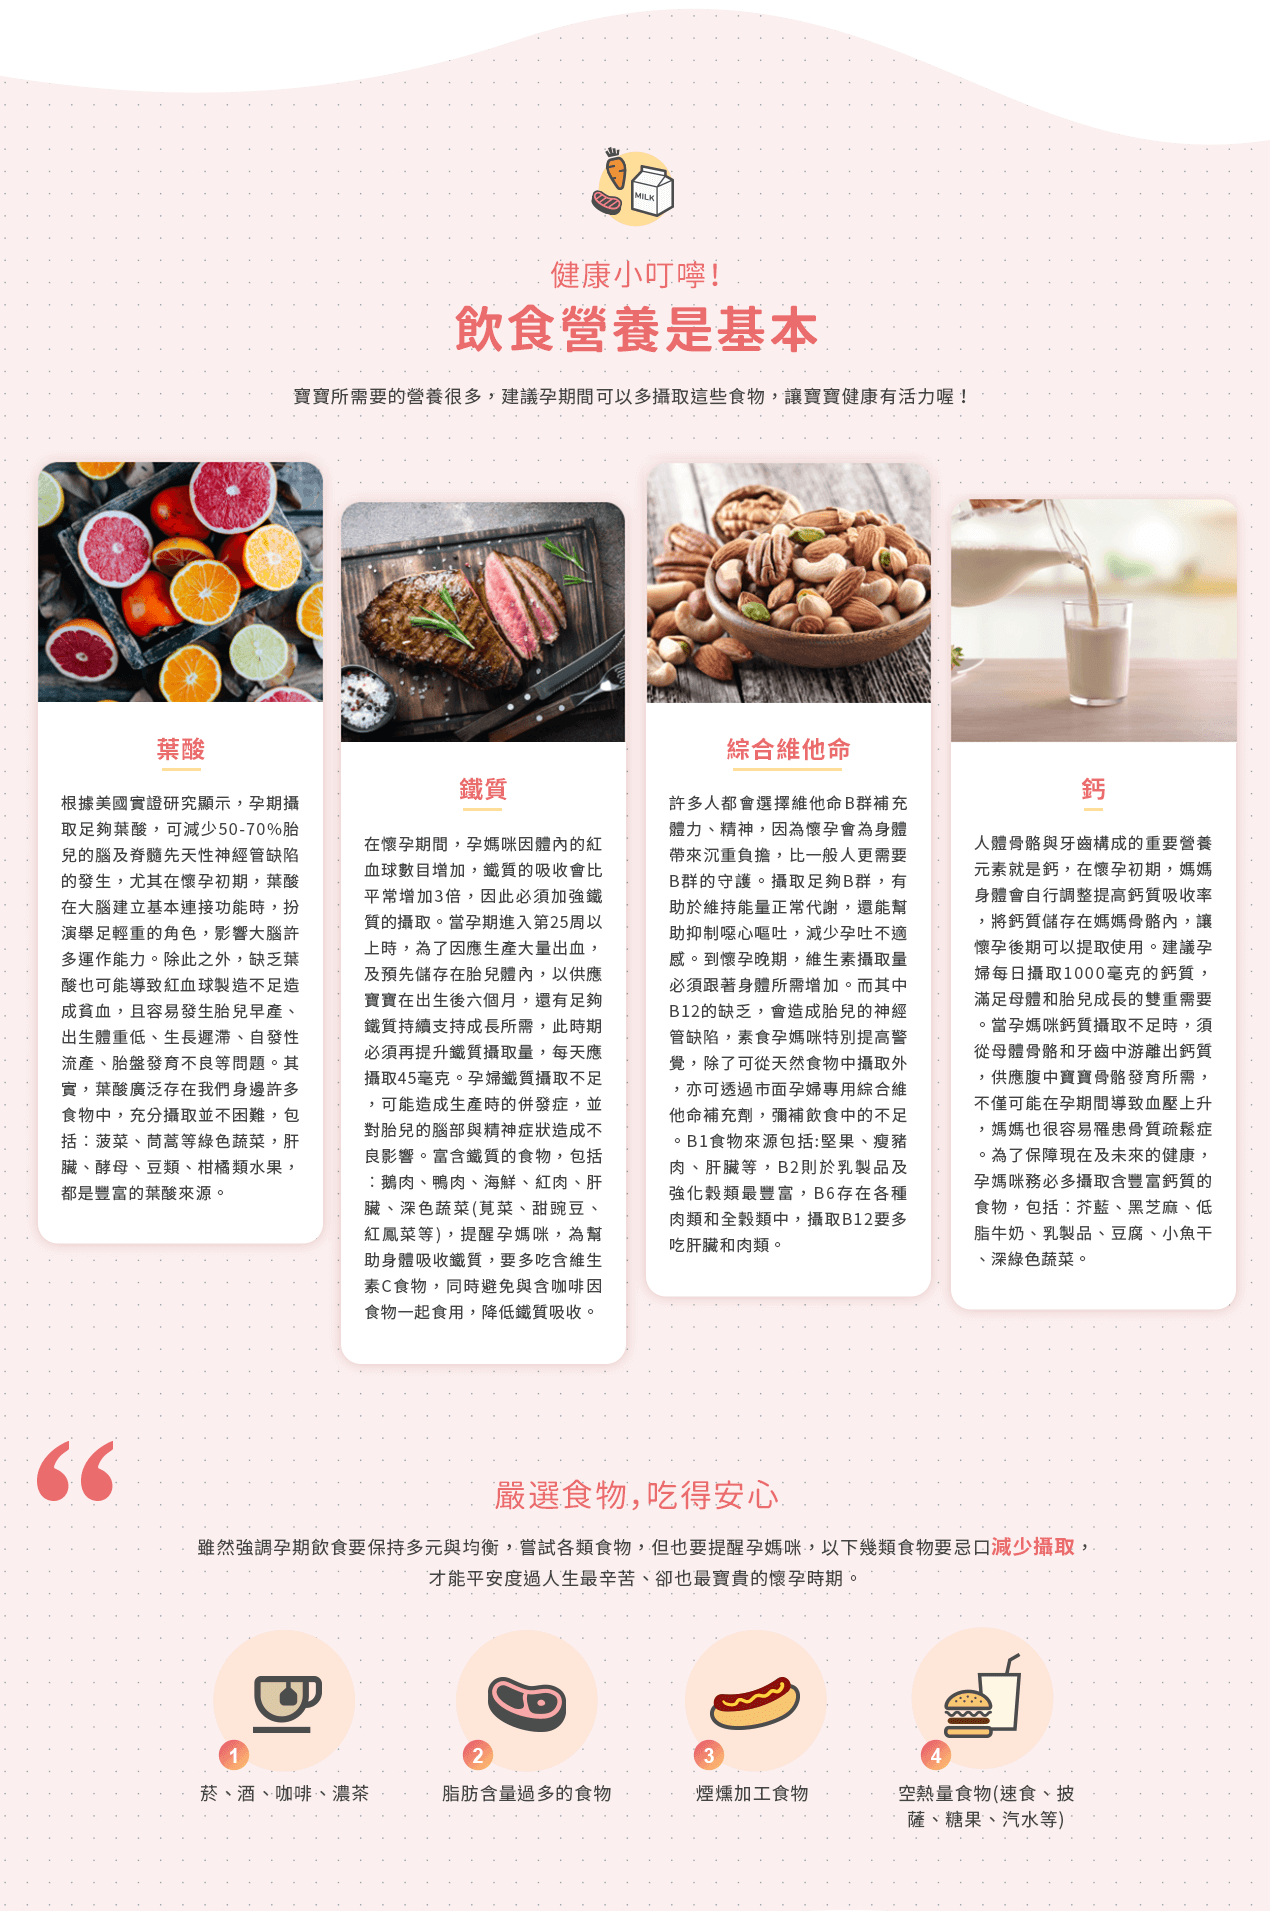 MILK
健康小叮嚀！
飲食營養是基本
寶寶所需要的營養很多，建議孕期間可以多攝取這些食物，讓寶寶健康有活力喔！
葉酸
根據美國實證研究顯示，孕期攝
取足夠葉酸，可減少50-70%胎
兒的腦及脊髓先天性神經管缺陷
的發生，尤其在懷孕初期，葉酸
在大腦建立基本連接功能時，扮
演舉足輕重的角色，影響大腦許
多運作能力。除此之外，缺乏葉
酸也可能導致紅血球製造不足造
成貧血，且容易發生胎兒早產、
出生體重低、生長遲滯、自發性
流產、胎盤發育不良等問題。其
實，葉酸廣泛存在我們身邊許多
食物中，充分攝取並不困難，包
括：菠菜、茼蒿等綠色蔬菜，肝
臟、酵母、豆類、柑橘類水果，
都是豐富的葉酸來源。
鐵質
在懷孕期間，孕媽咪因體內的紅
血球數目增加，鐵質的吸收會比
平常增加3倍，因此必須加強鐵
質的攝取。當孕期進入第25周以
上時，為了因應生產大量出血，
及預先儲存在胎兒體內，以供應
寶寶在出生後六個月，還有足夠
鐵質持續支持成長所需，此時期
必須再提升鐵質攝取量，每天應
攝取45毫克。孕婦鐵質攝取不足
，可能造成生產時的併發症，並
對胎兒的腦部與精神症狀造成不
良影響。富含鐵質的食物，包括
：鵝肉、鴨肉、海鮮、紅肉、肝
臟、深色蔬菜(莧菜、甜豌豆、
紅鳳菜等)，提醒孕媽咪，為幫
助身體吸收鐵質，要多吃含維生
素C食物，同時避免與含咖啡因
食物一起食用，降低鐵質吸收。
綜合維他命
許多人都會選擇維他命B群補充
體力、精神，因為懷孕會為身體
帶來沉重負擔，比一般人更需要
B群的守護。攝取足夠B群，有
助於維持能量正常代謝，還能幫
助抑制噁心嘔吐，減少孕吐不適
感。到懷孕晚期，維生素攝取量
必須跟著身體所需增加。而其中
B12的缺乏，會造成胎兒的神經
管缺陷，素食孕媽咪特別提高警
覺，除了可從天然食物中攝取外
，亦可透過市面孕婦專用綜合維
他命補充劑，彌補飲食中的不足
。B1食物來源包括:堅果、瘦豬
肉、肝臟等，B2則於乳製品及
強化穀類最豐富，B6存在各種
肉類和全穀類中，攝取B12要多
吃肝臟和肉類。
鈣
人體骨骼與牙齒構成的重要營養
元素就是鈣，在懷孕初期，媽媽
身體會自行調整提高鈣質吸收率
，將鈣質儲存在媽媽骨骼內，讓
懷孕後期可以提取使用。建議孕
婦每日攝取1000毫克的鈣質，
滿足母體和胎兒成長的雙重需要
。當孕媽咪鈣質攝取不足時，須
從母體骨骼和牙齒中游離出鈣質
，供應腹中寶寶骨骼發育所需，
不僅可能在孕期間導致血壓上升
，媽媽也很容易罹患骨質疏鬆症
。為了保障現在及未來的健康，
孕媽咪務必多攝取含豐富鈣質的
食物，包括：芥藍、黑芝麻、低
脂牛奶、乳製品、豆腐、小魚干
、深綠色蔬菜。
嚴選食物，吃得安心
雖然強調孕期飲食要保持多元與均衡，嘗試各類食物，但也要提醒孕媽咪，以下幾類食物要忌口減少攝取，
才能平安度過人生最辛苦、卻也最寶貴的懷孕時期。
1
菸、酒、咖啡、濃茶
2
脂肪含量過多的食物
3
煙燻加工食物
4
空熱量食物(速食、披
薩、糖果、汽水等)